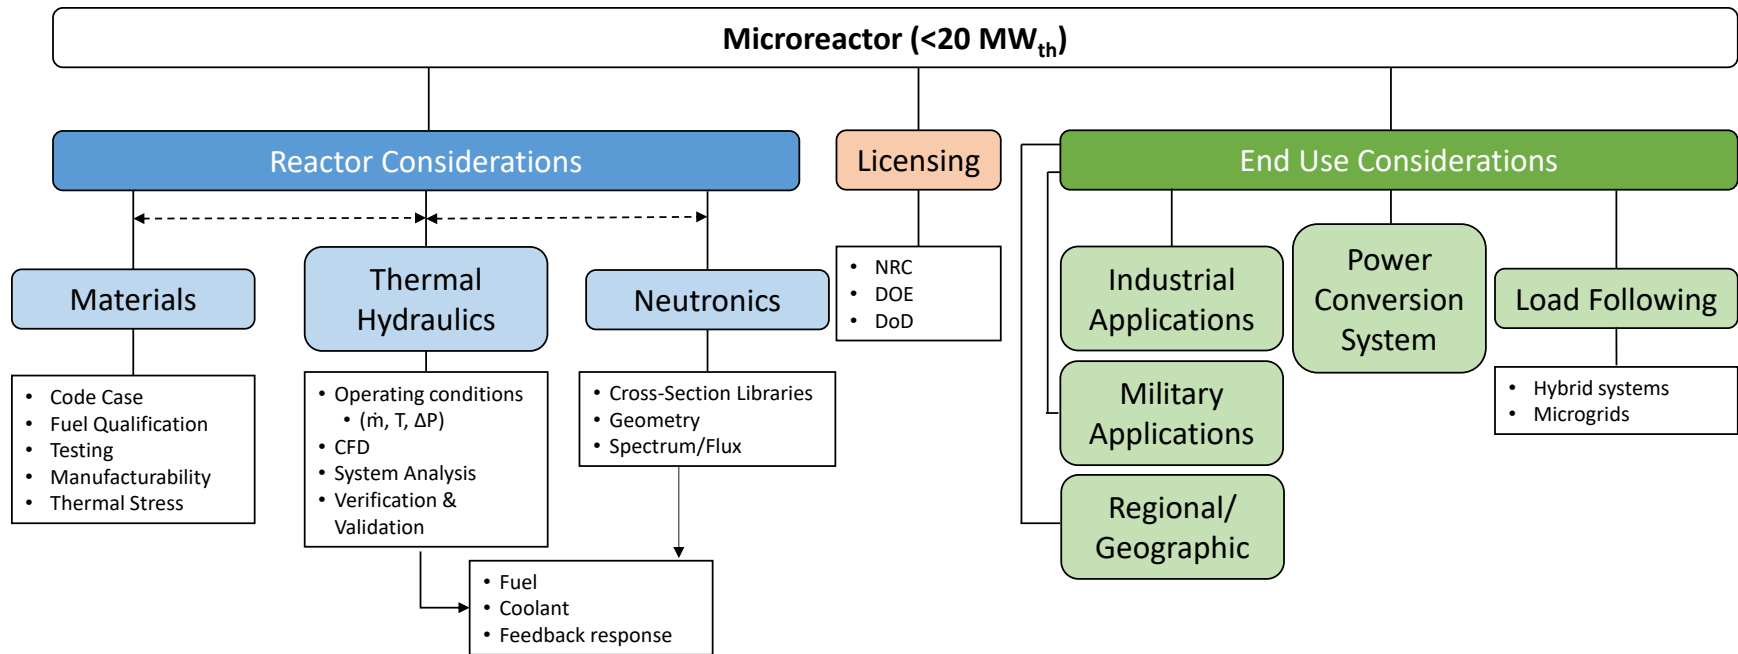 Microreactor (<20 MWth)
Reactor Considerations
Licensing
End Use Considerations
Materials
Thermal
Hydraulics
Neutronics
• NRC
• DOE
• DoD
Industrial
Applications
Power
Conversion
System
Load Following
• Code Case
• Fuel Qualification
• Testing
• Manufacturability
• Thermal Stress
• Operating conditions
• (ṁ, T, ΔP)
• CFD
• System Analysis
• Verification &
Validation
• Cross-Section Libraries
• Geometry
• Spectrum/Flux
Military
Applications
• Hybrid systems
• Microgrids
Regional/
Geographic
• Fuel
• Coolant
• Feedback response